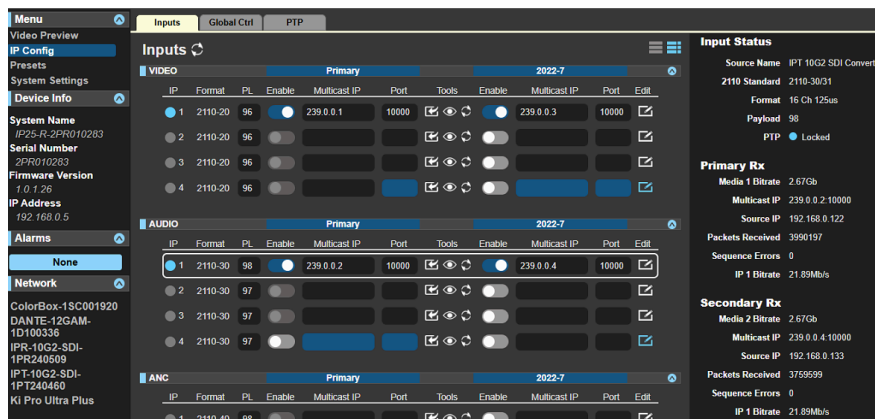 Menu
Video Preview
IP Config
Presets
System Settings
Device Info
System Name
IP25-R-2PR010283
Serial Number
2PR010283
Firmware Version
1.0.1.26
IP Address
192.168.0.5
Alarms
None
Network
ColorBox-1SC001920
DANTE-12GAM-
1D100336
IPR-10G2-SDI-
1PR240509
IPT-10G2-SDI-
1PT240460
Ki Pro Ultra Plus
Inputs Global Ctrl PTP
Inputs
VIDEO Primary 2022-7
IP Format PL Enable Multicast IP Port Tools Enable Multicast IP Port Edit
1 2110-20 96 239.0.0.1 10000 239.0.0.3 10000
2 2110-20 96
3 2110-20 96
4 2110-20 96
AUDIO Primary 2022-7
IP Format PL Enable Multicast IP Port Tools Enable Multicast IP Port Edit
1 2110-30 98 239.0.0.2 10000 239.0.0.4 10000
2 2110-30 97
3 2110-30 97
4 2110-30 97
ANC Primary 2022-7
IP Format PL Enable Multicast IP Port Tools Enable Multicast IP Port Edit
1 2110-40 98
Input Status
Source Name IPT 10G2 SDI Convert
2110 Standard 2110-30/31
Format 16 Ch 125us
Payload 98
PTP Locked
Primary Rx
Media 1 Bitrate 2.67Gb
Multicast IP 239.0.0.2:10000
Source IP 192.168.0.122
Packets Received 3990197
Sequence Errors 0
IP 1 Bitrate 21.89Mb/s
Secondary Rx
Media 2 Bitrate 2.67Gb
Multicast IP 239.0.0.4:10000
Source IP 192.168.0.133
Packets Received 3759599
Sequence Errors 0
IP 1 Bitrate 21.89Mb/s